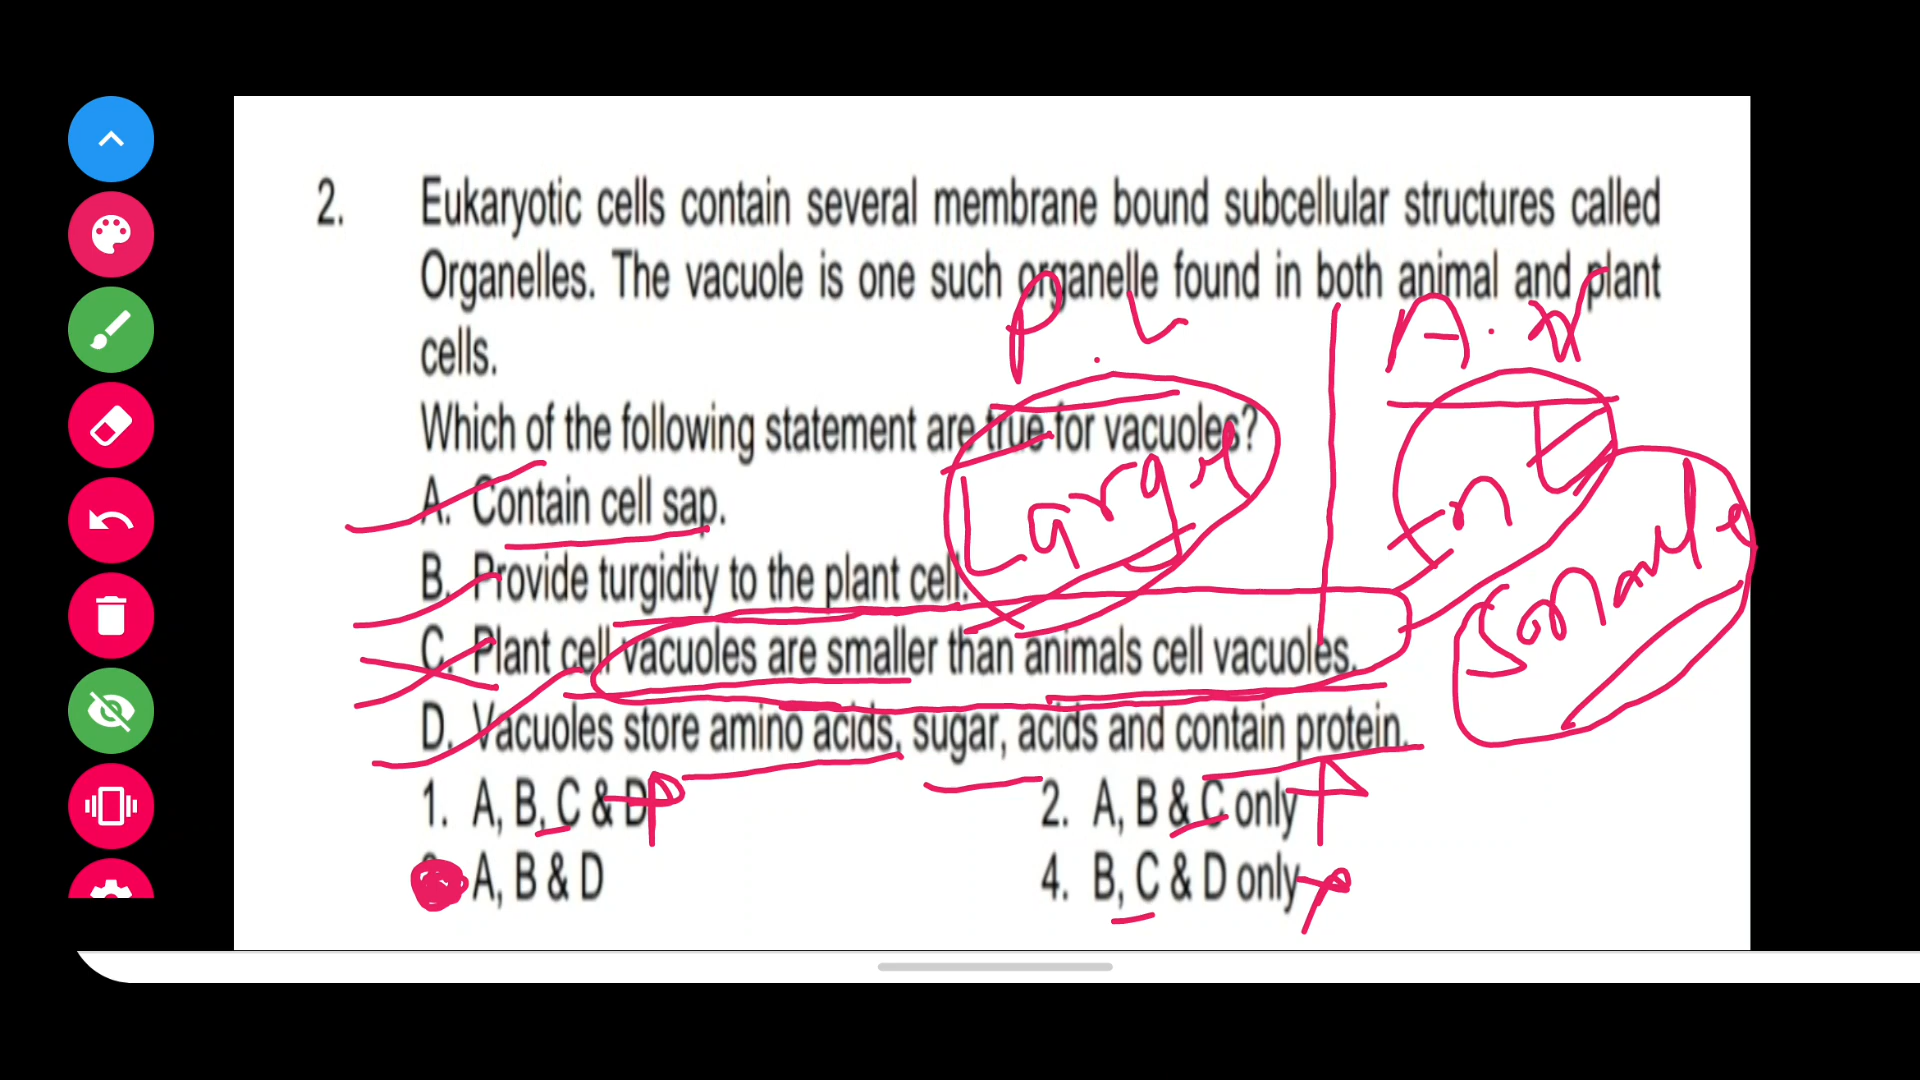 2. Eukaryotic cells contain several membrane bound subcellular structures called
Organelles. The vacuole is one such organelle found in both animal and plant
cells.
P. A.
Which of the following statement are true for vacuoles?
Large
A. Contain cell sap.
B. Provide turgidity to the plant cell.
Smalle
C. Plant cell vacuoles are smaller than animals cell vacuoles.
D. Vacuoles store amino acids, sugar, acids and contain protein.
1. A, B, C & D 2. A, B & C only
A, B & D 4. B, C & D only